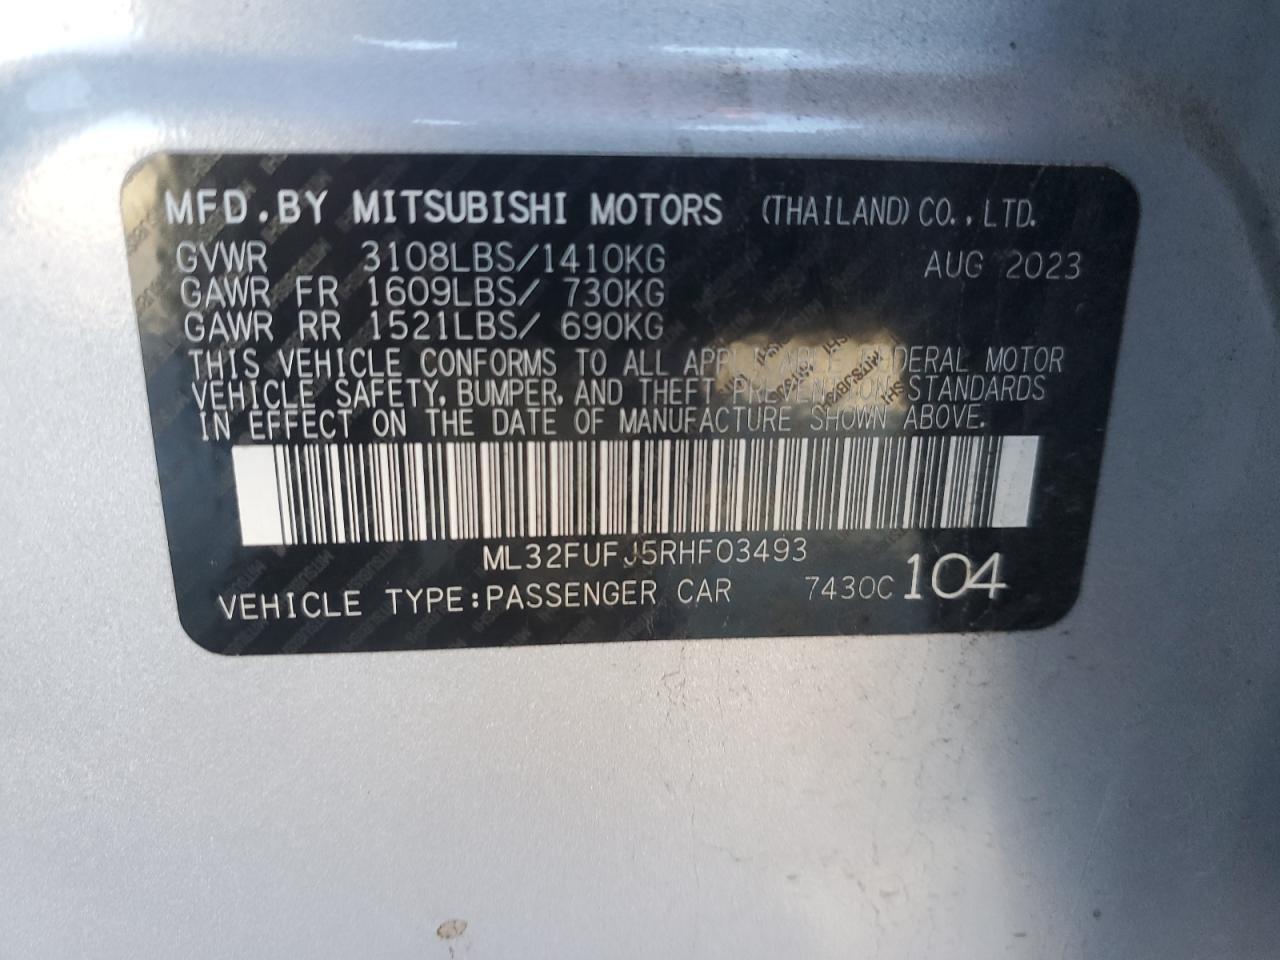 MFD.BY MITSUBISHI MOTORS (THAILAND) CO.,LTD.
GVWR 3108LBS/1410KG AUG 2023
GAWR FR 1609LBS/ 730KG
GAWR RR 1521LBS/ 690KG
THIS VEHICLE CONFORMS TO ALL APPLICABLE FEDERAL MOTOR
VEHICLE SAFETY, BUMPER, AND THEFT PREVENTION STANDARDS
IN EFFECT ON THE DATE OF MANUFACTURE SHOWN ABOVE.
ML32FUFJ5RHF03493
VEHICLE TYPE:PASSENGER CAR 7430C 104